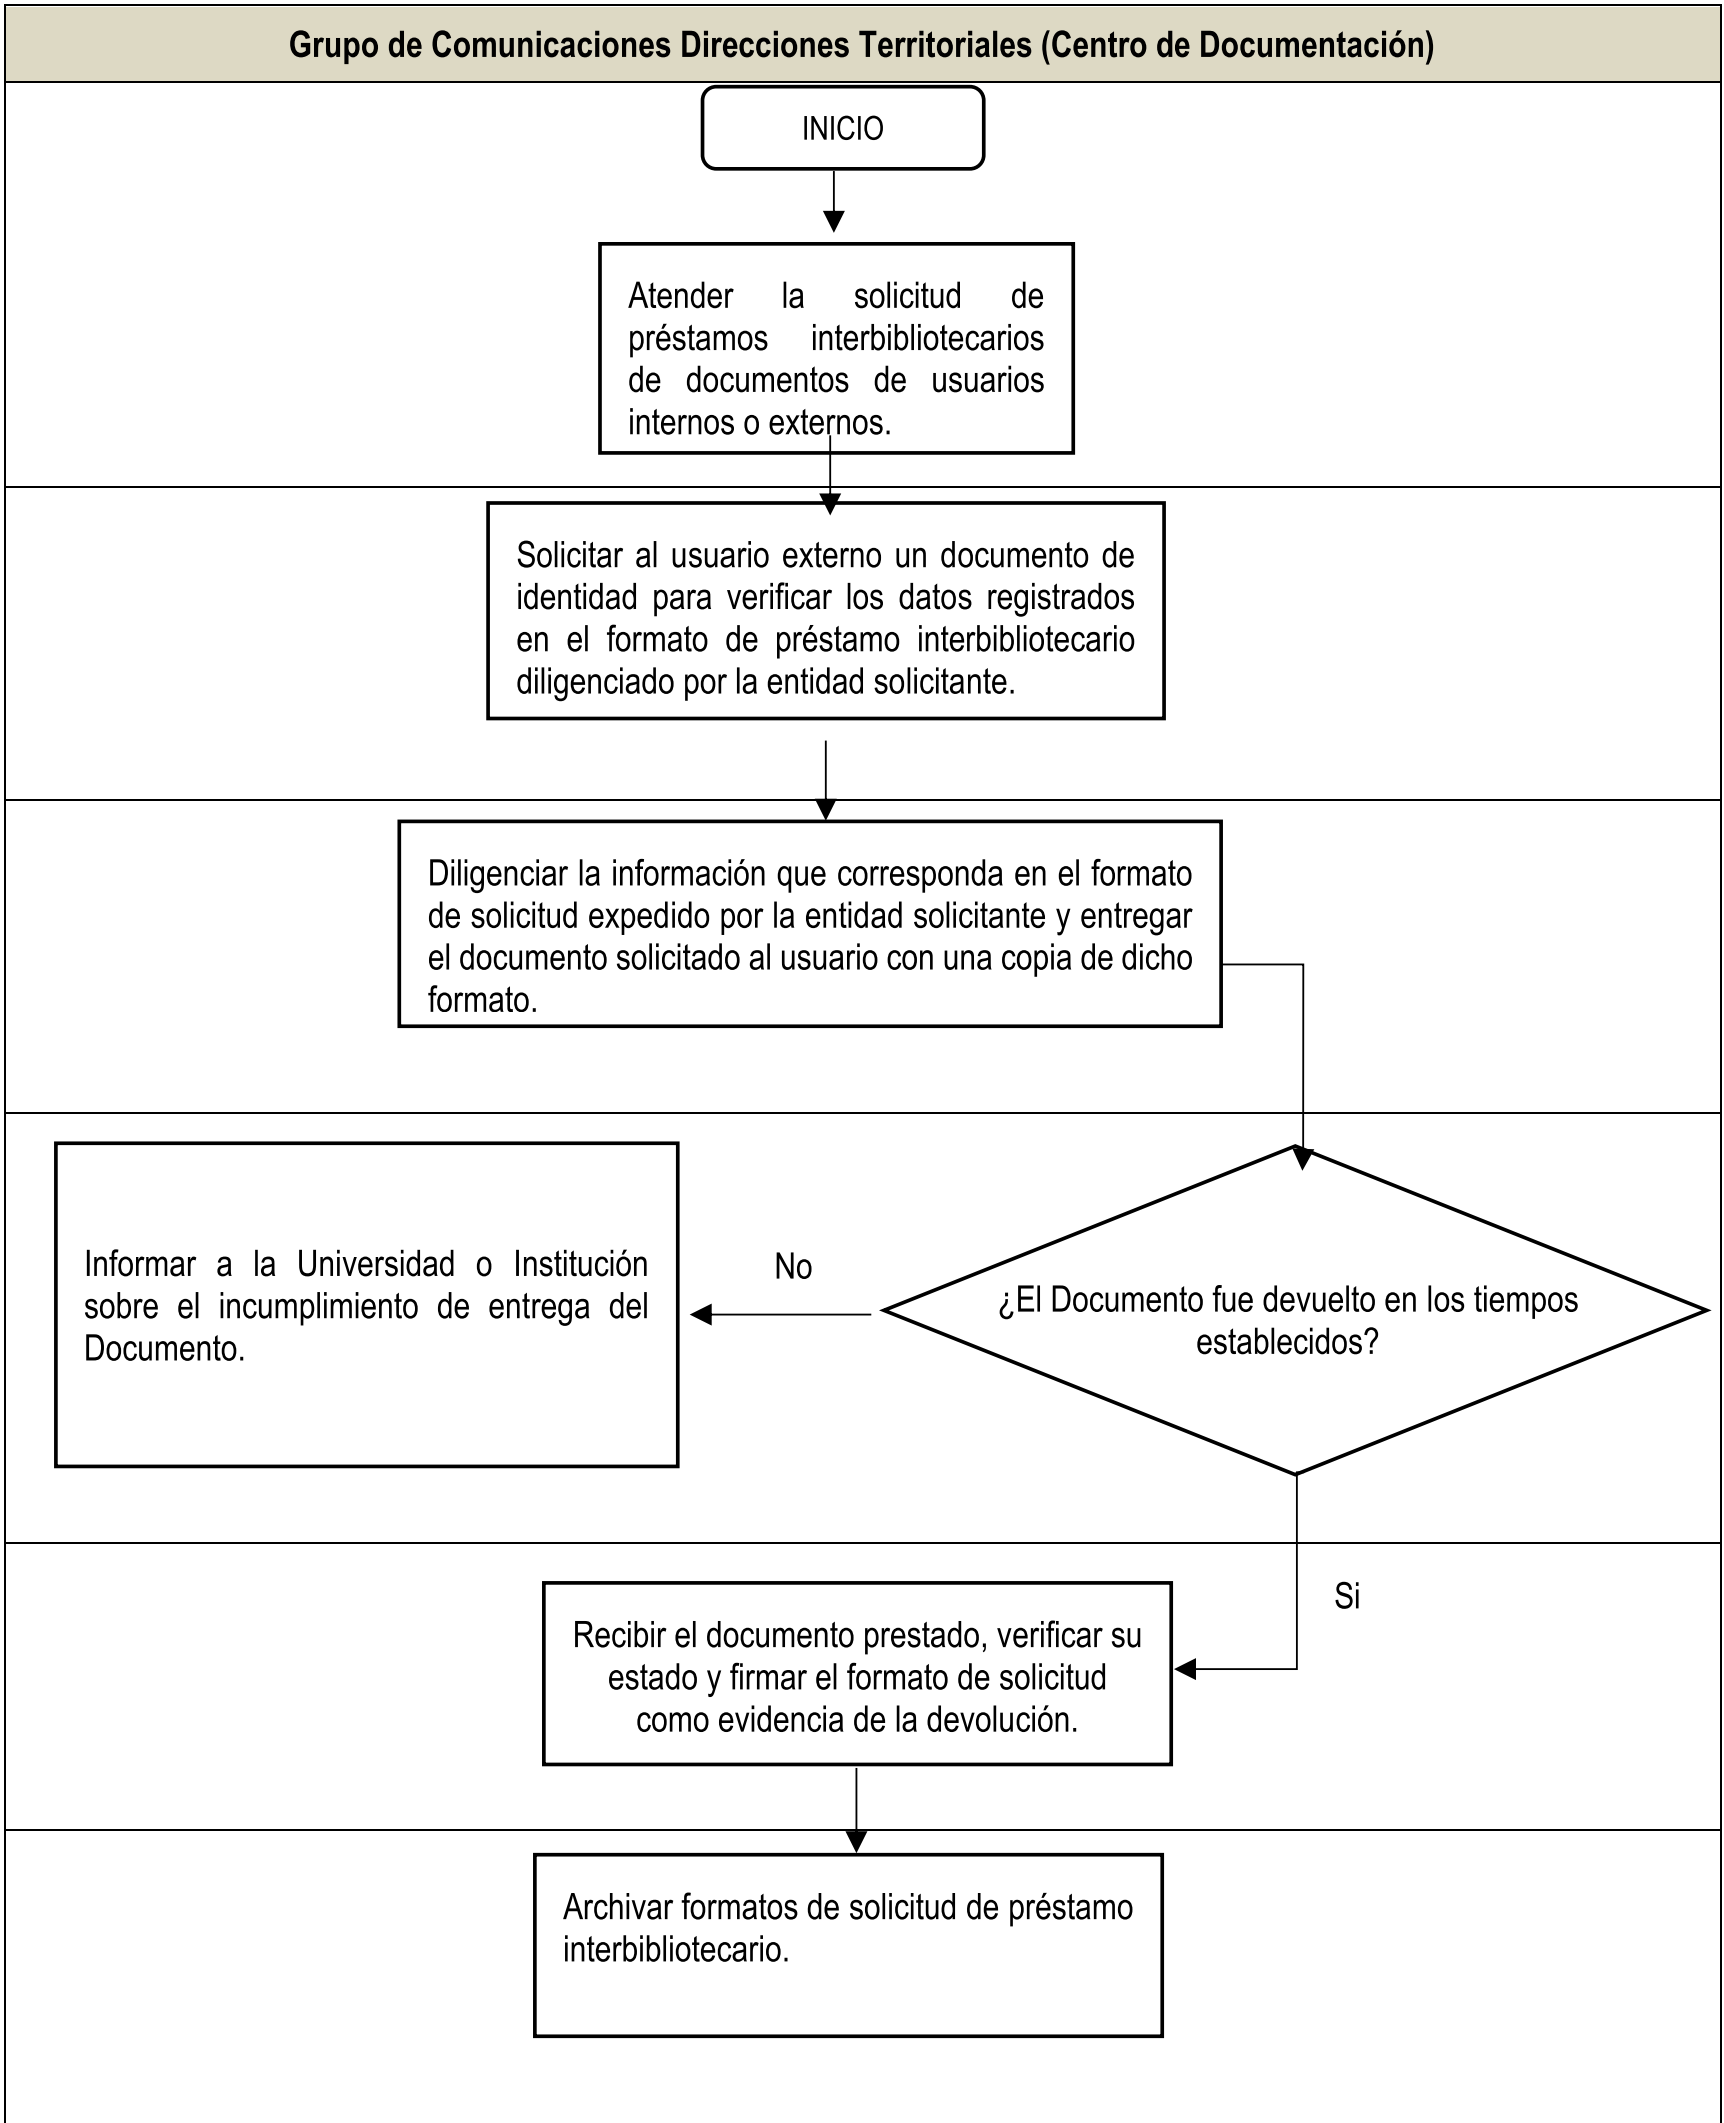 Grupo de Comunicaciones Direcciones Territoriales (Centro de Documentación)
INICIO
Atender la solicitud de
préstamos interbibliotecarios
de documentos de usuarios
internos o externos.
Solicitar al usuario externo un documento de
identidad para verificar los datos registrados
en el formato de préstamo interbibliotecario
diligenciado por la entidad solicitante.
Diligenciar la información que corresponda en el formato
de solicitud expedido por la entidad solicitante y entregar
el documento solicitado al usuario con una copia de dicho
formato.
Informar a la Universidad o Institución
sobre el incumplimiento de entrega del
Documento.
No
¿El Documento fue devuelto en los tiempos
establecidos?
Si
Recibir el documento prestado, verificar su
estado y firmar el formato de solicitud
como evidencia de la devolución.
Archivar formatos de solicitud de préstamo
interbibliotecario.